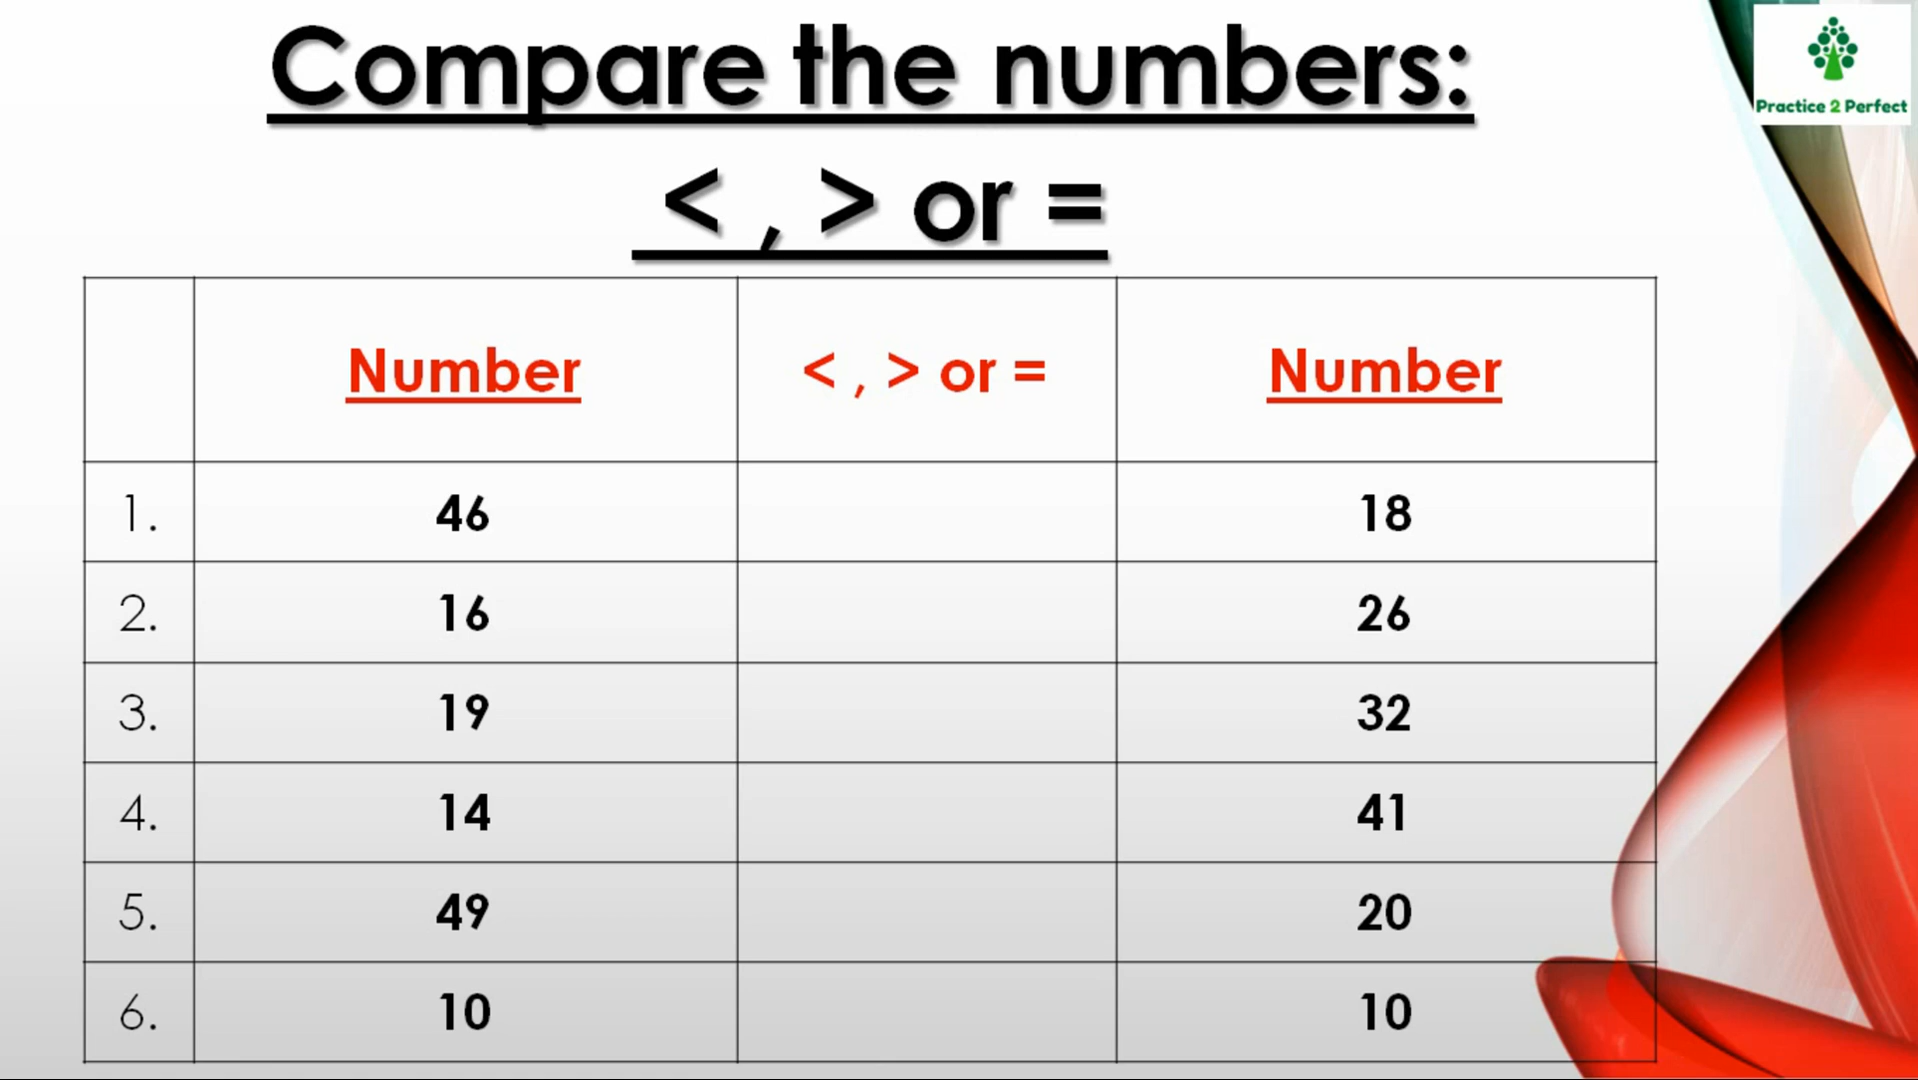 Compare the numbers:
< , > or =
Practice 2 Perfect
Number < , > or = Number
1. 46 18
2. 16 26
3. 19 32
4. 14 41
5. 49 20
6. 10 10